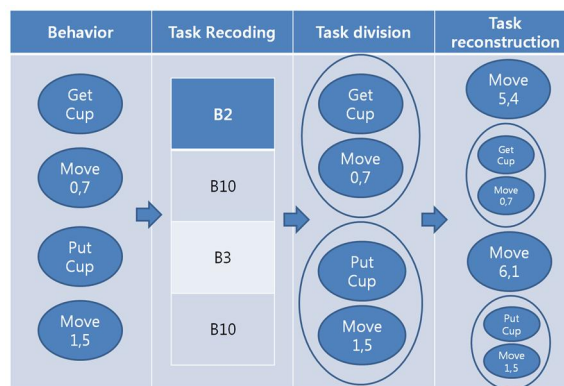 Behavior
Task Recoding
Task division
Task
reconstruction
Get
Cup
Move
0,7
Put
Cup
Move
1,5
B2
B10
B3
B10
Get
Cup
Move
0,7
Put
Cup
Move
1,5
Move
5,4
Get
Cup
Move
0,7
Move
6,1
Put
Cup
Move
1,5